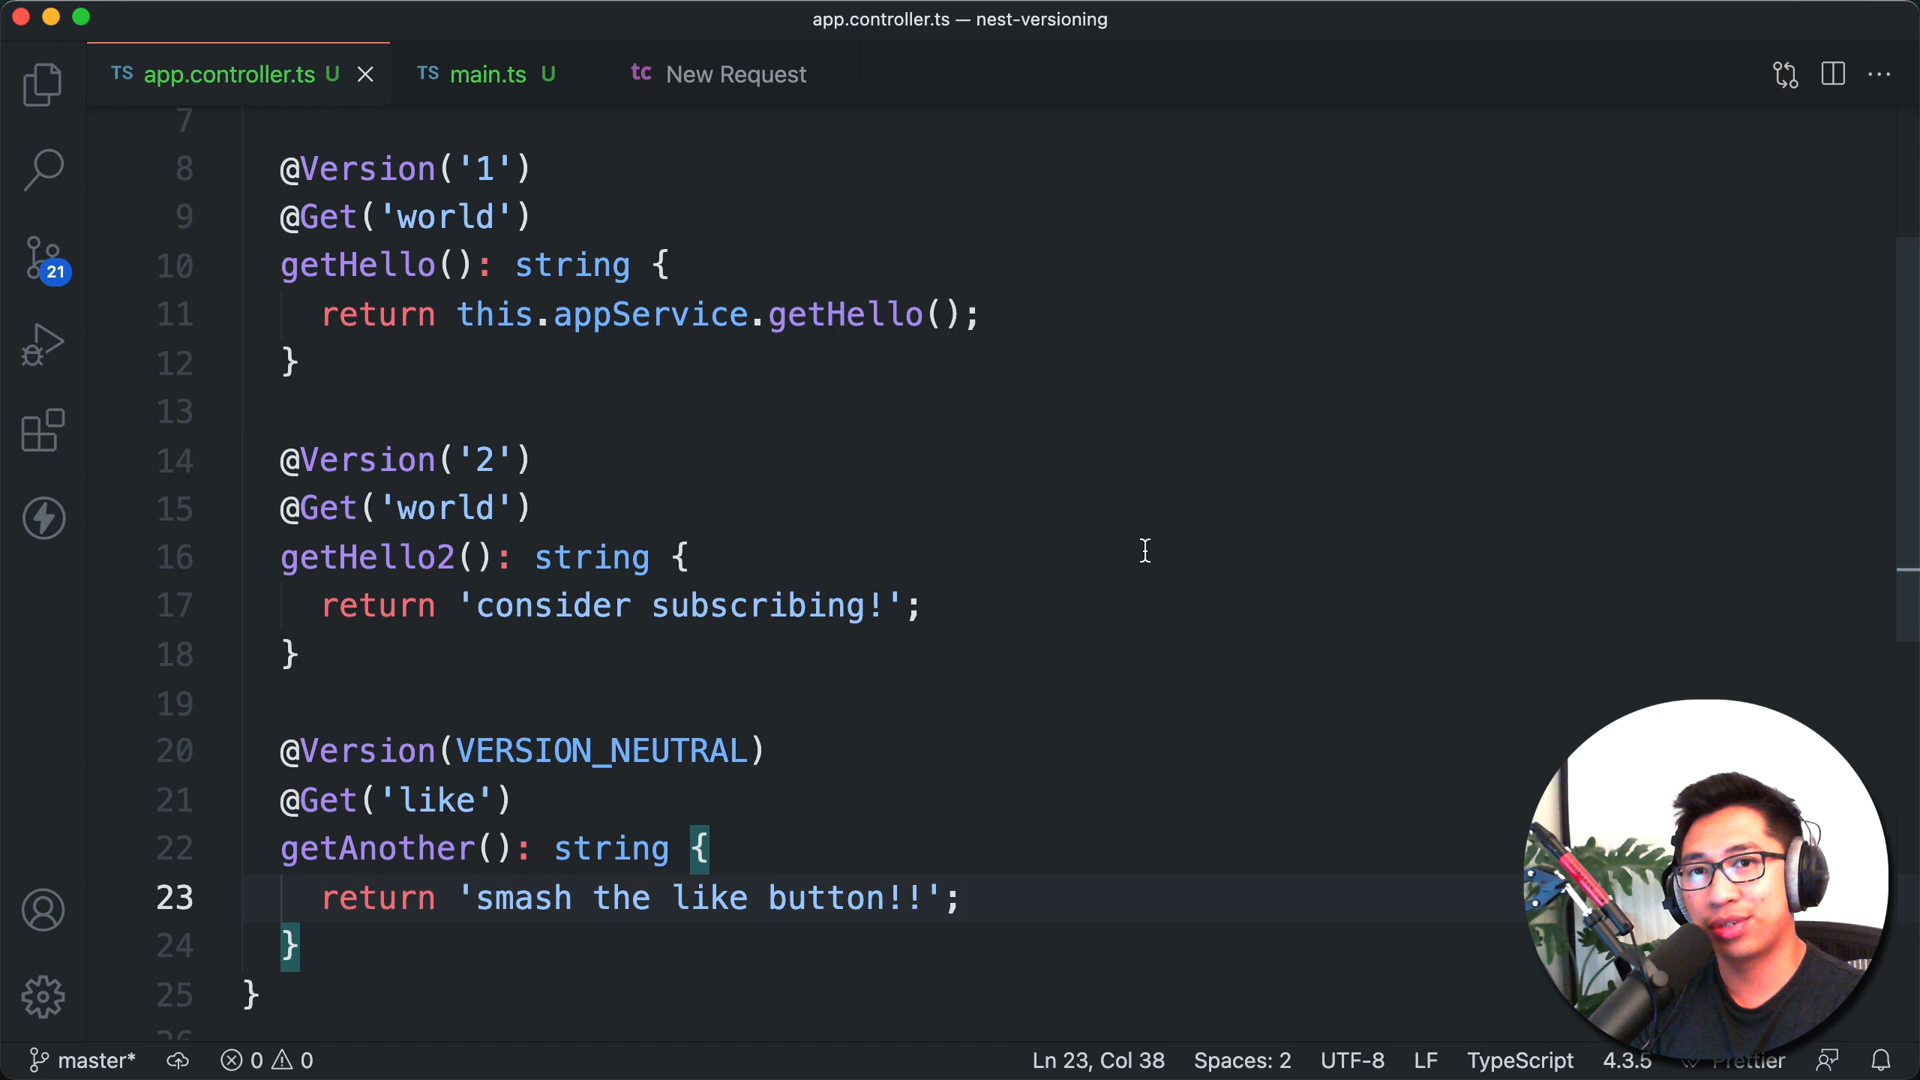 app.controller.ts — nest-versioning
TS app.controller.ts U
TS main.ts U
tc New Request
7
8 @Version('1')
9 @Get('world')
10 getHello(): string {
11 return this.appService.getHello();
12 }
13
14 @Version('2')
15 @Get('world')
16 getHello2(): string {
17 return 'consider subscribing!';
18 }
19
20 @Version(VERSION_NEUTRAL)
21 @Get('like')
22 getAnother(): string {
23 return 'smash the like button!!';
24 }
25 }
26
21
master* 0 0 Ln 23, Col 38 Spaces: 2 UTF-8 LF TypeScript 4.3.5 Prettier